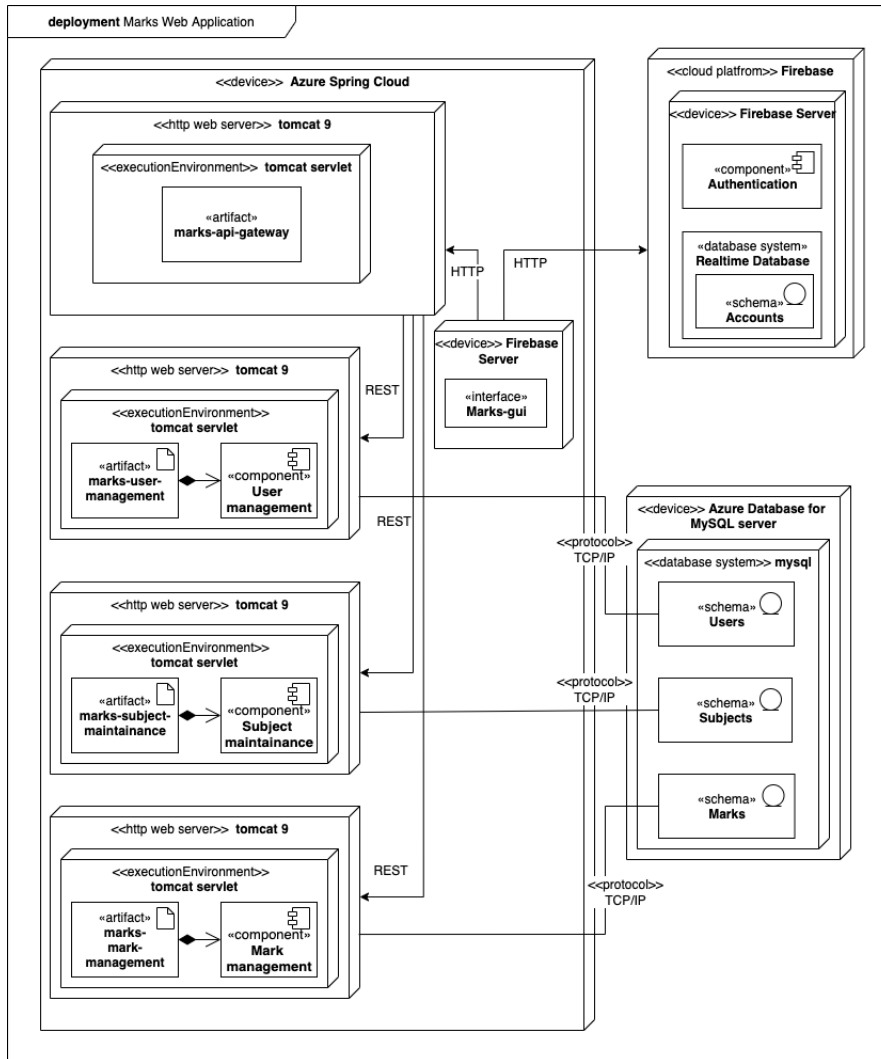 deployment Marks Web Application
<<device>> Azure Spring Cloud
<<http web server>> tomcat 9
<<executionEnvironment>> tomcat servlet
«artifact»
marks-api-gateway
<<cloud platfrom>> Firebase
<<device>> Firebase Server
«component»
Authentication
«database system»
Realtime Database
«schema»
Accounts
HTTP
HTTP
<<device>> Firebase
Server
«interface»
Marks-gui
<<http web server>> tomcat 9
<<executionEnvironment>>
tomcat servlet
«artifact»
marks-user-
management
«component»
User
management
REST
REST
<<device>> Azure Database for
MySQL server
<<database system>> mysql
«schema»
Users
«schema»
Subjects
«schema»
Marks
<<protocol>>
TCP/IP
<<http web server>> tomcat 9
<<executionEnvironment>>
tomcat servlet
«artifact»
marks-subject-
maintainance
«component»
Subject
maintainance
<<protocol>>
TCP/IP
<<http web server>> tomcat 9
<<executionEnvironment>>
tomcat servlet
«artifact»
marks-
mark-
management
«component»
Mark
management
REST
<<protocol>>
TCP/IP